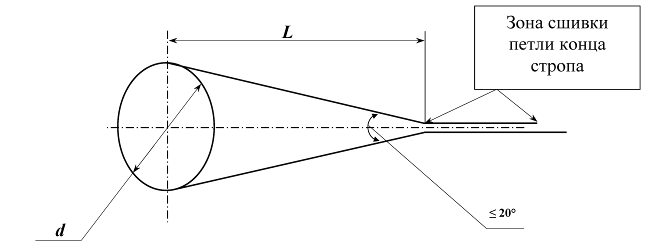 L
Зона сшивки
петли конца
стропа
d
≤ 20°